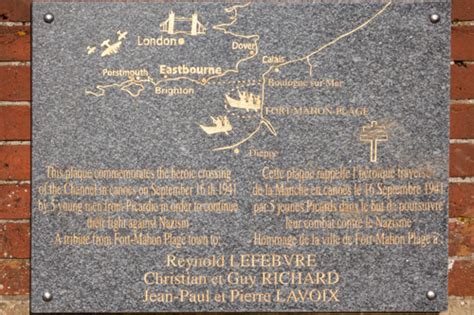 London
Dover
Calais
Portsmouth
Eastbourne
Brighton
Boulogne sur Mer
FORT-MAHON-PLAGE
Dieppe
This plaque commemorates the heroic crossing
of the Channel in canoes on September 16 th 1941
by 5 young men from Picardie in order to continue
their fight against Nazism
A tribute from Fort-Mahon Plage town to:
Cette plaque rappelle l'héroïque traversée
de la Manche en canoës le 16 Septembre 1941
par 5 jeunes Picards dans le but de poursuivre
leur combat contre le Nazisme
Hommage de la ville de Fort-Mahon Plage à
Reynold LEFEBVRE
Christian et Guy RICHARD
Jean-Paul et Pierre LAVOIX